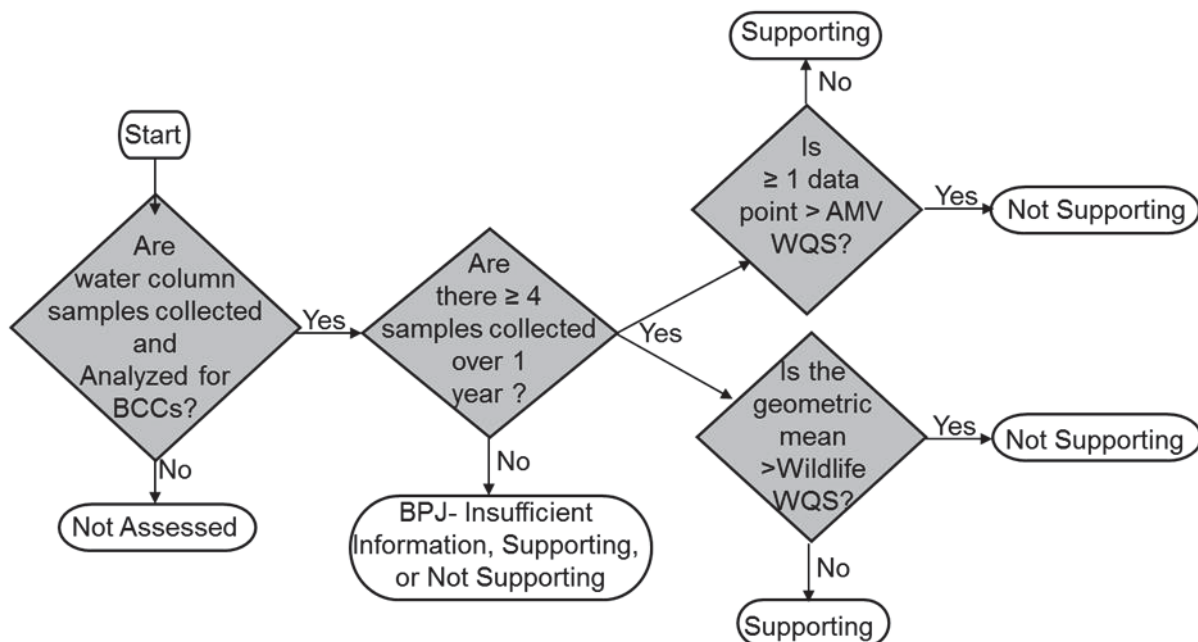 Start
Are
water column
samples collected
and
Analyzed for
BCCs?
No
Not Assessed
Yes
Are
there ≥ 4
samples collected
over 1
year ?
No
BPJ- Insufficient
Information, Supporting,
or Not Supporting
Yes
Supporting
No
Is
≥ 1 data
point > AMV
WQS?
Yes
Not Supporting
Is the
geometric
mean
>Wildlife
WQS?
Yes
Not Supporting
No
Supporting